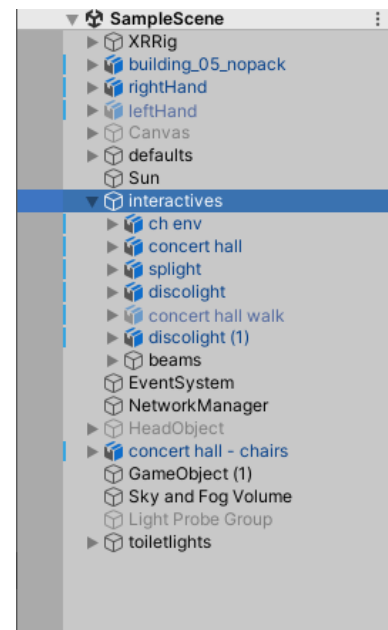 SampleScene
XRRig
building_05_nopack
rightHand
leftHand
Canvas
defaults
Sun
interactives
ch env
concert hall
splight
discolight
concert hall walk
discolight (1)
beams
EventSystem
NetworkManager
HeadObject
concert hall - chairs
GameObject (1)
Sky and Fog Volume
Light Probe Group
toiletlights